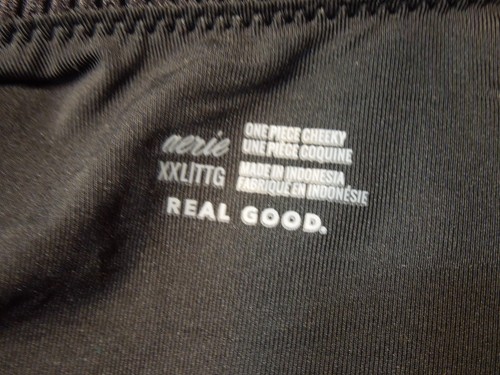 aerie
XXL/TTG
ONE PIECE CHEEKY
UNE PIÈCE COQUINE
MADE IN INDONESIA
FABRIQUÉ EN INDONÉSIE
REAL GOOD.